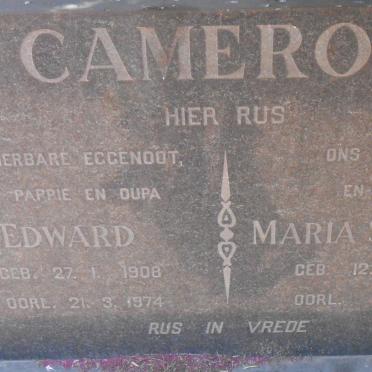 CAMERO
HIER RUS
ERBARE EGGENOOT, ONS
PAPPIE EN OUPA EN
EDWARD MARIA
GEB. 27. 1. 1908 GEB. 12.
OORL. 21. 3. 1974 OORL.
RUS IN VREDE